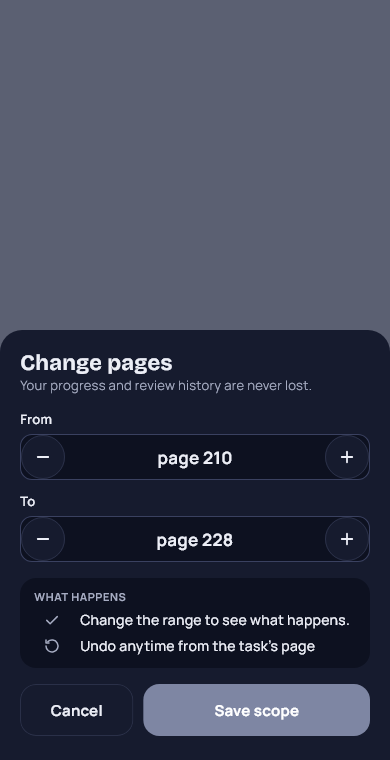 Change pages
Your progress and review history are never lost.
From
− page 210 +
To
− page 228 +
WHAT HAPPENS
Change the range to see what happens.
Undo anytime from the task's page
Cancel Save scope